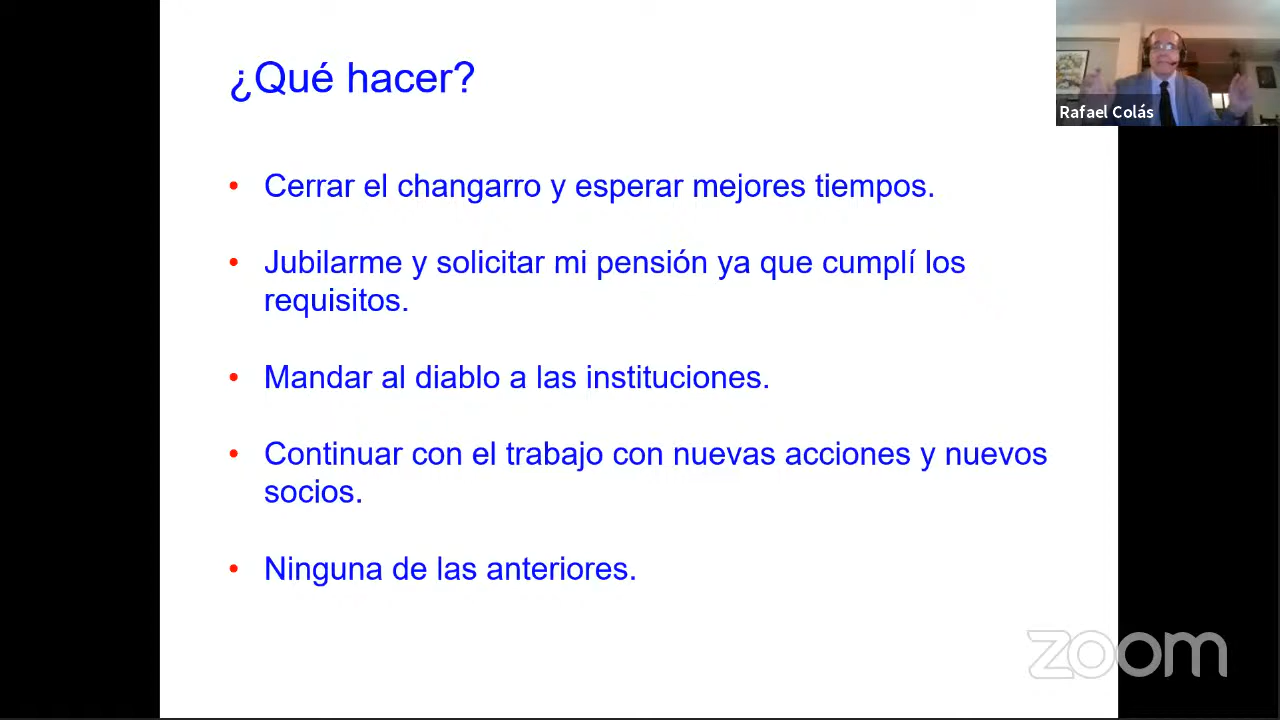 ¿Qué hacer?
Rafael Colás
• Cerrar el changarro y esperar mejores tiempos.
• Jubilarme y solicitar mi pensión ya que cumplí los
requisitos.
• Mandar al diablo a las instituciones.
• Continuar con el trabajo con nuevas acciones y nuevos
socios.
• Ninguna de las anteriores.
zoom